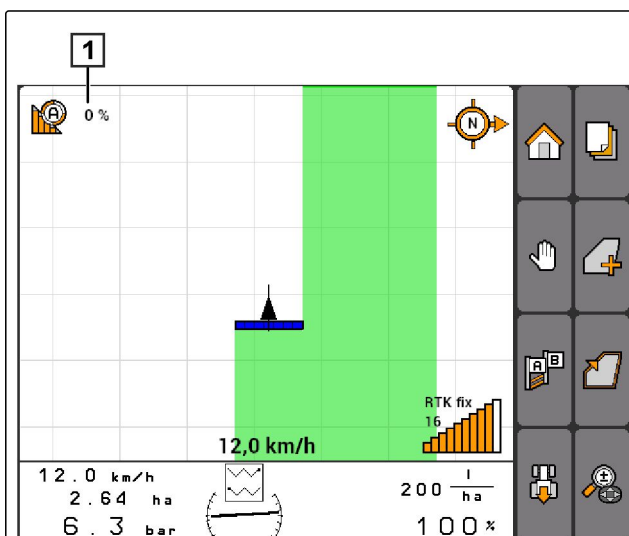 1
A
0 %
N
A B
RTK fix
16
12,0 km/h
12.0 km/h
2.64 ha
6.3 bar
200 l/ha
100%